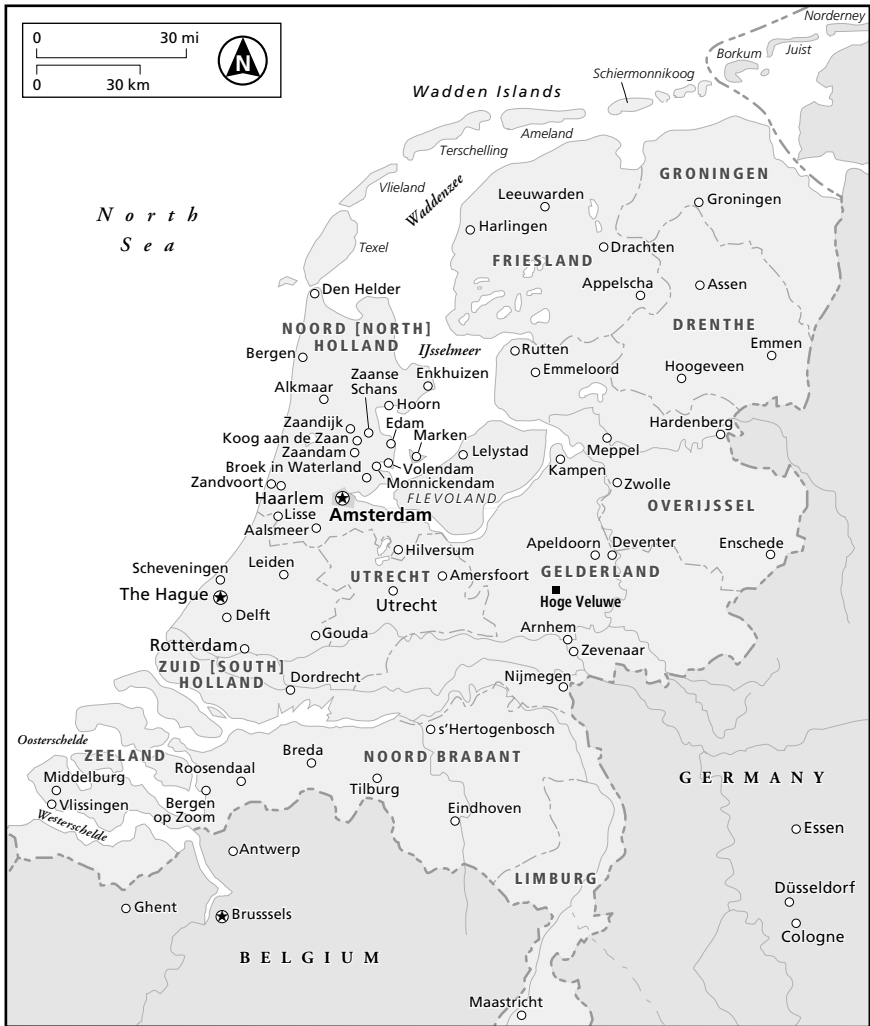 0 30 mi
0 30 km
N
Norderney
Juist
Borkum
Schiermonnikoog
Wadden Islands
Ameland
Terschelling
Vlieland
Waddenzee
Texel
North
Sea
GRONINGEN
Groningen
Leeuwarden
Harlingen
Drachten
FRIESLAND
Appelscha
Assen
Den Helder
DRENTHE
NOORD [NORTH]
HOLLAND
Bergen
IJsselmeer
Rutten
Emmen
Emmeloord
Hoogeveen
Zaanse
Schans
Enkhuizen
Alkmaar
Hoorn
Zaandijk
Edam
Hardenberg
Koog aan de Zaan
Marken
Zaandam
Lelystad
Meppel
Broek in Waterland
Volendam
Kampen
Zandvoort
Monnickendam
Zwolle
Haarlem
FLEVOLAND
OVERIJSSEL
Lisse
Amsterdam
Aalsmeer
Hilversum
Apeldoorn
Deventer
Enschede
Scheveningen
Leiden
UTRECHT
Amersfoort
GELDERLAND
The Hague
Utrecht
Hoge Veluwe
Delft
Gouda
Arnhem
Rotterdam
Zevenaar
ZUID [SOUTH]
HOLLAND
Dordrecht
Nijmegen
s'Hertogenbosch
Oosterschelde
ZEELAND
Breda
NOORD BRABANT
Roosendaal
Middelburg
Tilburg
GERMANY
Vlissingen
Bergen
op Zoom
Eindhoven
Westerschelde
Essen
Antwerp
LIMBURG
Düsseldorf
Ghent
Brusssels
Cologne
BELGIUM
Maastricht